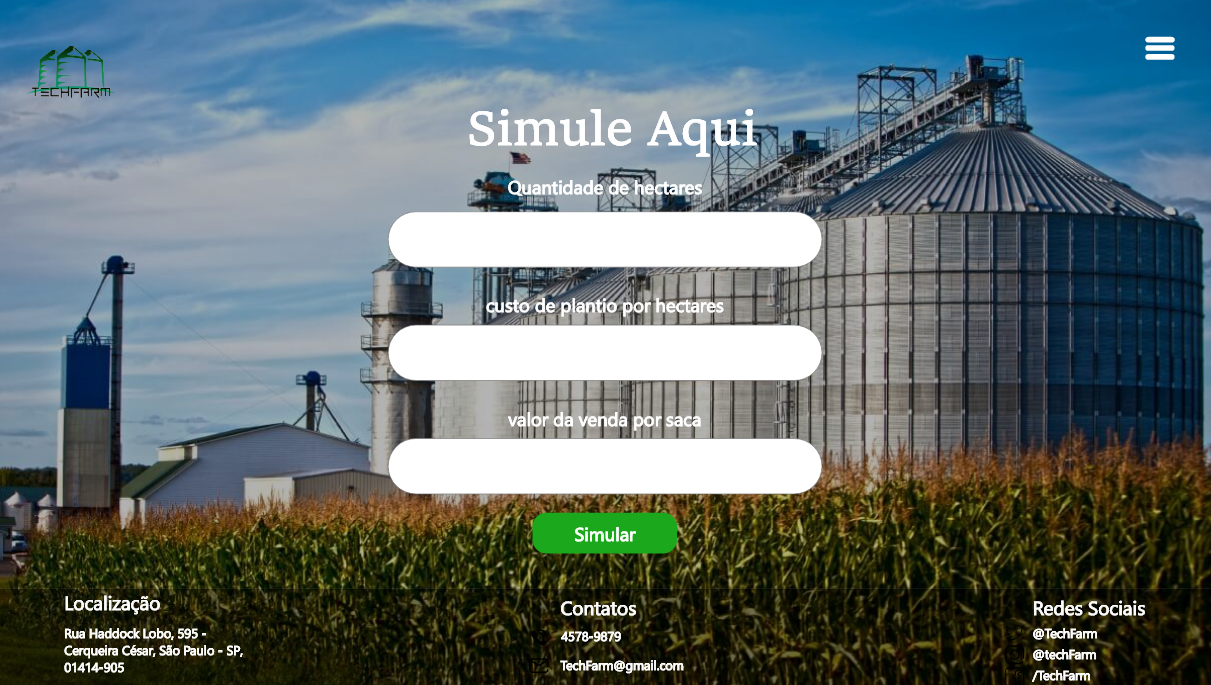 TECHFARM
Simule Aqui
Quantidade de hectares
custo de plantio por hectares
valor da venda por saca
Simular
Localização
Rua Haddock Lobo, 595 -
Cerqueira César, São Paulo - SP,
01414-905
Contatos
4578-9879
TechFarm@gmail.com
Redes Sociais
@TechFarm
@techFarm
/TechFarm